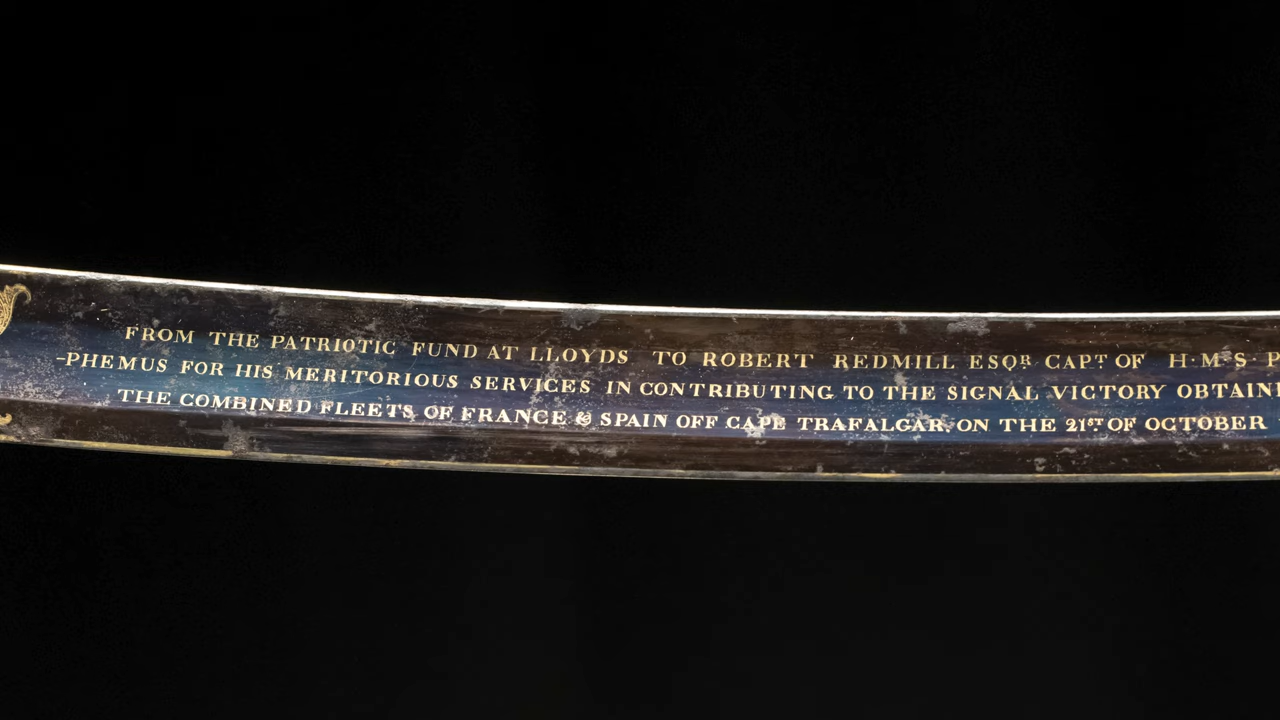 FROM THE PATRIOTIC FUND AT LLOYDS TO ROBERT REDMILL ESQR CAPT OF H·M·S· P
-PHEMUS FOR HIS MERITORIOUS SERVICES IN CONTRIBUTING TO THE SIGNAL VICTORY OBTAIN
THE COMBINED FLEETS OF FRANCE & SPAIN OFF CAPE TRAFALGAR, ON THE 21ST OF OCTOBER